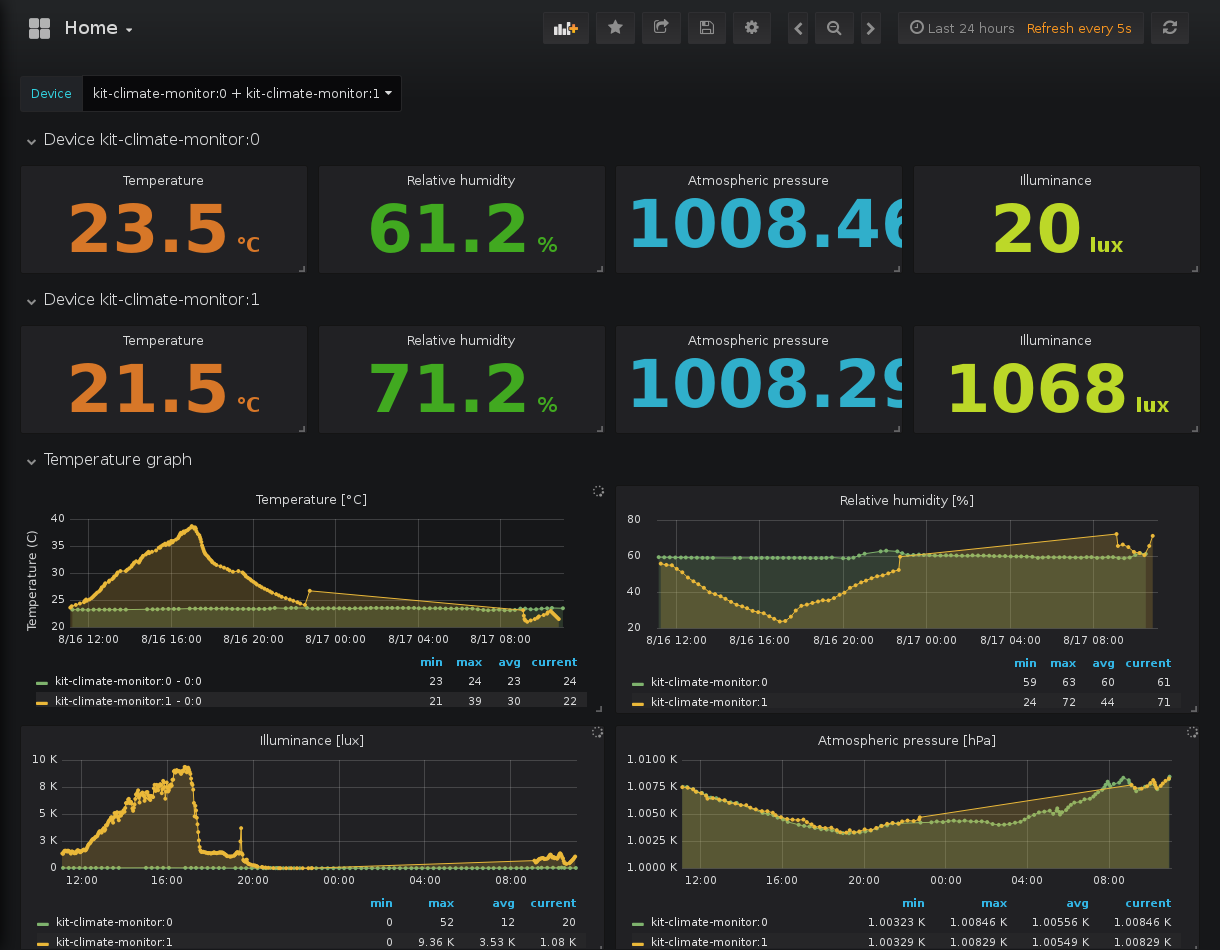 Home
Last 24 hours Refresh every 5s
Device kit-climate-monitor:0 + kit-climate-monitor:1
Device kit-climate-monitor:0
Temperature Relative humidity Atmospheric pressure Illuminance
23.5 °C 61.2 % 1008.46 20 lux
Device kit-climate-monitor:1
Temperature Relative humidity Atmospheric pressure Illuminance
21.5 °C 71.2 % 1008.29 1068 lux
Temperature graph
Temperature [°C]
Temperature (C)
40
35
30
25
20
8/16 12:00 8/16 16:00 8/16 20:00 8/17 00:00 8/17 04:00 8/17 08:00
min max avg current
kit-climate-monitor:0 - 0:0 23 24 23 24
kit-climate-monitor:1 - 0:0 21 39 30 22
Relative humidity [%]
80
60
40
20
8/16 12:00 8/16 16:00 8/16 20:00 8/17 00:00 8/17 04:00 8/17 08:00
min max avg current
kit-climate-monitor:0 59 63 60 61
kit-climate-monitor:1 24 72 44 71
Illuminance [lux]
10 K
8 K
5 K
3 K
0
12:00 16:00 20:00 00:00 04:00 08:00
min max avg current
kit-climate-monitor:0 0 52 12 20
kit-climate-monitor:1 0 9.36 K 3.53 K 1.08 K
Atmospheric pressure [hPa]
1.0100 K
1.0075 K
1.0050 K
1.0025 K
1.0000 K
12:00 16:00 20:00 00:00 04:00 08:00
min max avg current
kit-climate-monitor:0 1.00323 K 1.00846 K 1.00556 K 1.00846 K
kit-climate-monitor:1 1.00329 K 1.00829 K 1.00549 K 1.00829 K